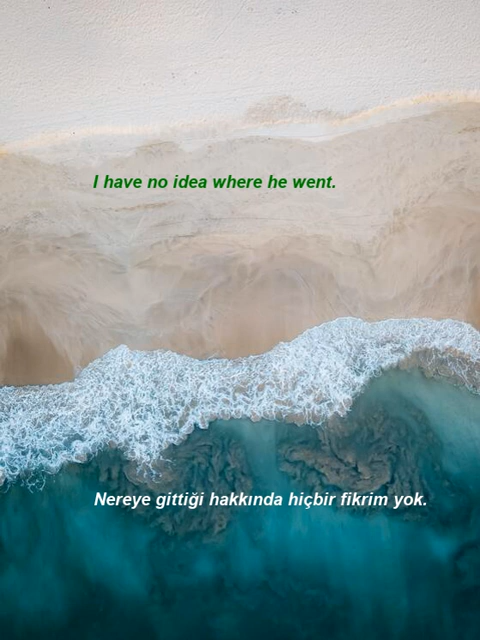 I have no idea where he went.
Nereye gittiği hakkında hiçbir fikrim yok.